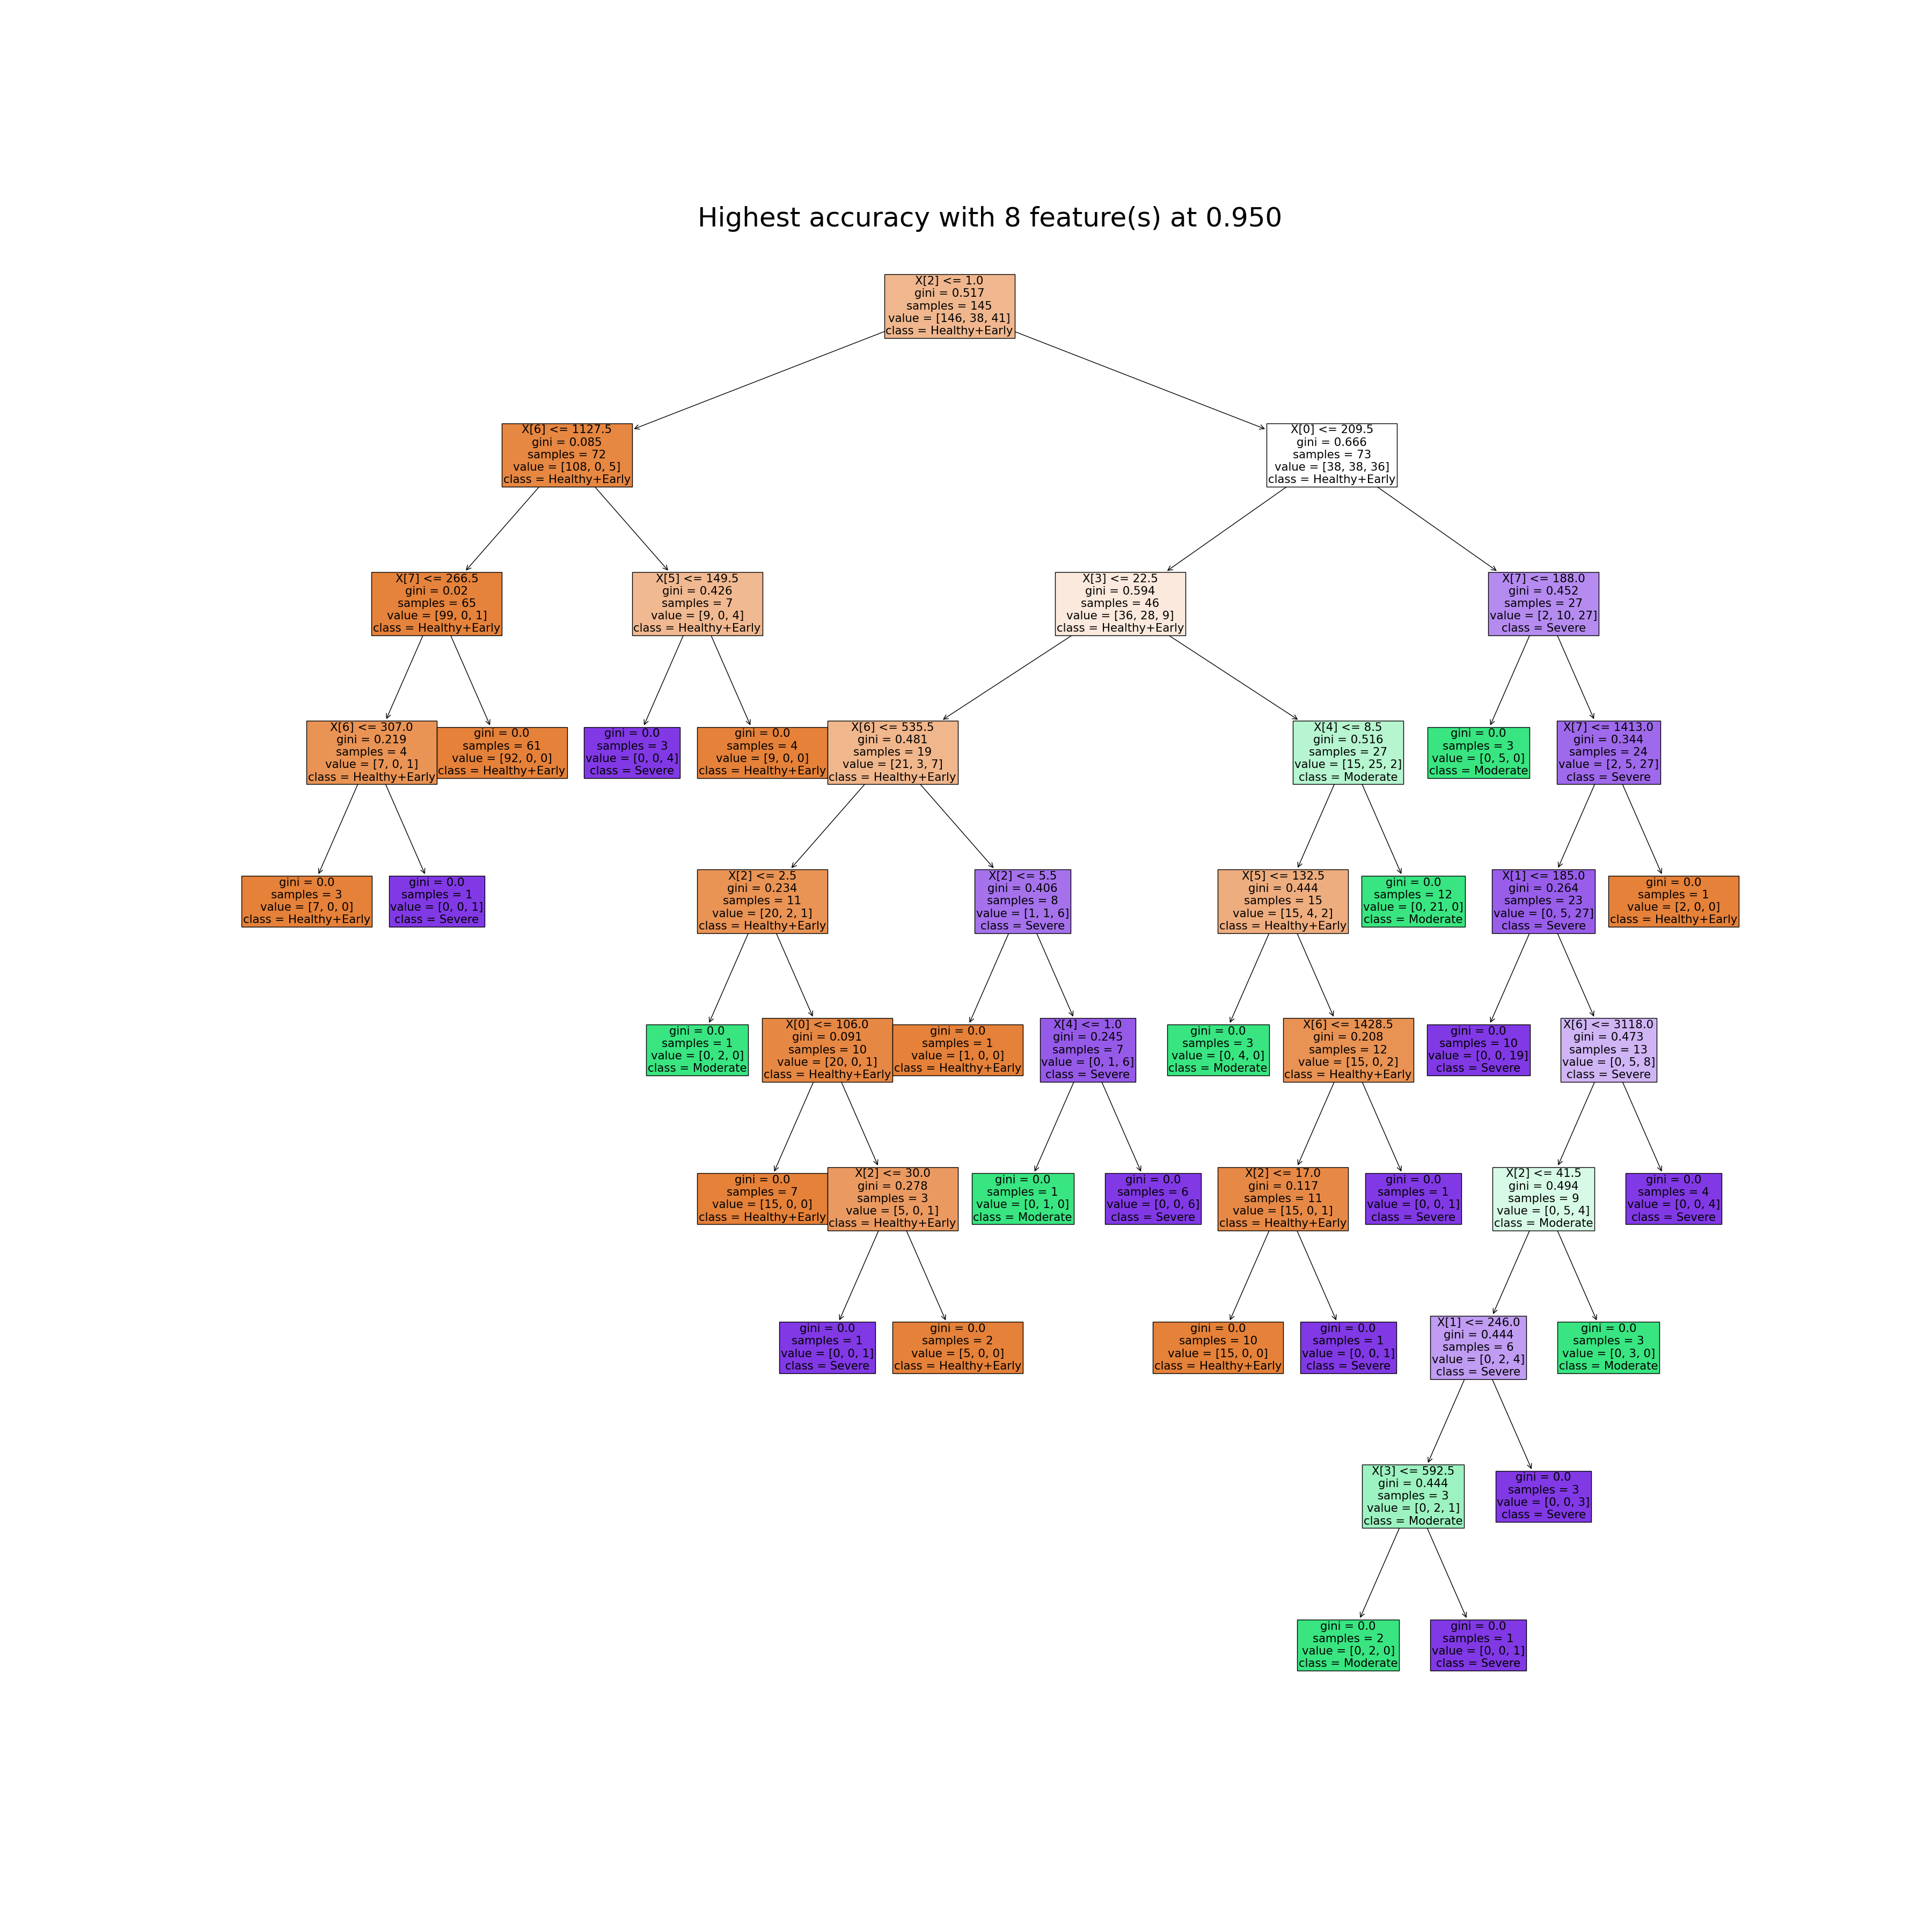 Highest accuracy with 8 feature(s) at 0.950
X[2] <= 1.0
gini = 0.517
samples = 145
value = [146, 38, 41]
class = Healthy+Early
X[6] <= 1127.5
gini = 0.085
samples = 72
value = [108, 0, 5]
class = Healthy+Early
X[0] <= 209.5
gini = 0.666
samples = 73
value = [38, 38, 36]
class = Healthy+Early
X[7] <= 266.5
gini = 0.02
samples = 65
value = [99, 0, 1]
class = Healthy+Early
X[5] <= 149.5
gini = 0.426
samples = 7
value = [9, 0, 4]
class = Healthy+Early
X[3] <= 22.5
gini = 0.594
samples = 46
value = [36, 28, 9]
class = Healthy+Early
X[7] <= 188.0
gini = 0.452
samples = 27
value = [2, 10, 27]
class = Severe
X[6] <= 307.0
gini = 0.219
samples = 4
value = [7, 0, 1]
class = Healthy+Early
gini = 0.0
samples = 61
value = [92, 0, 0]
class = Healthy+Early
gini = 0.0
samples = 3
value = [0, 0, 4]
class = Severe
gini = 0.0
samples = 4
value = [9, 0, 0]
class = Healthy+Early
X[6] <= 535.5
gini = 0.481
samples = 19
value = [21, 3, 7]
class = Healthy+Early
X[4] <= 8.5
gini = 0.516
samples = 27
value = [15, 25, 2]
class = Moderate
gini = 0.0
samples = 3
value = [0, 5, 0]
class = Moderate
X[7] <= 1413.0
gini = 0.344
samples = 24
value = [2, 5, 27]
class = Severe
gini = 0.0
samples = 3
value = [7, 0, 0]
class = Healthy+Early
gini = 0.0
samples = 1
value = [0, 0, 1]
class = Severe
X[2] <= 2.5
gini = 0.234
samples = 11
value = [20, 2, 1]
class = Healthy+Early
X[2] <= 5.5
gini = 0.406
samples = 8
value = [1, 1, 6]
class = Severe
X[5] <= 132.5
gini = 0.444
samples = 15
value = [15, 4, 2]
class = Healthy+Early
gini = 0.0
samples = 12
value = [0, 21, 0]
class = Moderate
X[1] <= 185.0
gini = 0.264
samples = 23
value = [0, 5, 27]
class = Severe
gini = 0.0
samples = 1
value = [2, 0, 0]
class = Healthy+Early
gini = 0.0
samples = 1
value = [0, 2, 0]
class = Moderate
X[0] <= 106.0
gini = 0.091
samples = 10
value = [20, 0, 1]
class = Healthy+Early
gini = 0.0
samples = 1
value = [1, 0, 0]
class = Healthy+Early
X[4] <= 1.0
gini = 0.245
samples = 7
value = [0, 1, 6]
class = Severe
gini = 0.0
samples = 3
value = [0, 4, 0]
class = Moderate
X[6] <= 1428.5
gini = 0.208
samples = 12
value = [15, 0, 2]
class = Healthy+Early
gini = 0.0
samples = 10
value = [0, 0, 19]
class = Severe
X[6] <= 3118.0
gini = 0.473
samples = 13
value = [0, 5, 8]
class = Severe
gini = 0.0
samples = 7
value = [15, 0, 0]
class = Healthy+Early
X[2] <= 30.0
gini = 0.278
samples = 3
value = [5, 0, 1]
class = Healthy+Early
gini = 0.0
samples = 1
value = [0, 1, 0]
class = Moderate
gini = 0.0
samples = 6
value = [0, 0, 6]
class = Severe
X[2] <= 17.0
gini = 0.117
samples = 11
value = [15, 0, 1]
class = Healthy+Early
gini = 0.0
samples = 1
value = [0, 0, 1]
class = Severe
X[2] <= 41.5
gini = 0.494
samples = 9
value = [0, 5, 4]
class = Moderate
gini = 0.0
samples = 4
value = [0, 0, 4]
class = Severe
gini = 0.0
samples = 1
value = [0, 0, 1]
class = Severe
gini = 0.0
samples = 2
value = [5, 0, 0]
class = Healthy+Early
gini = 0.0
samples = 10
value = [15, 0, 0]
class = Healthy+Early
gini = 0.0
samples = 1
value = [0, 0, 1]
class = Severe
X[1] <= 246.0
gini = 0.444
samples = 6
value = [0, 2, 4]
class = Severe
gini = 0.0
samples = 3
value = [0, 3, 0]
class = Moderate
X[3] <= 592.5
gini = 0.444
samples = 3
value = [0, 2, 1]
class = Moderate
gini = 0.0
samples = 3
value = [0, 0, 3]
class = Severe
gini = 0.0
samples = 2
value = [0, 2, 0]
class = Moderate
gini = 0.0
samples = 1
value = [0, 0, 1]
class = Severe